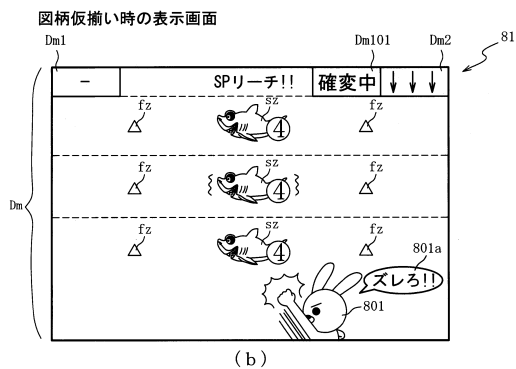 図柄仮揃い時の表示画面
Dm1
Dm101
Dm2
81
－
SPリーチ!!
確変中
↓ ↓ ↓
fz
sz
fz
④
fz
sz
fz
④
Dm
fz
sz
fz
④
801a
ズレろ!!
801
(b)